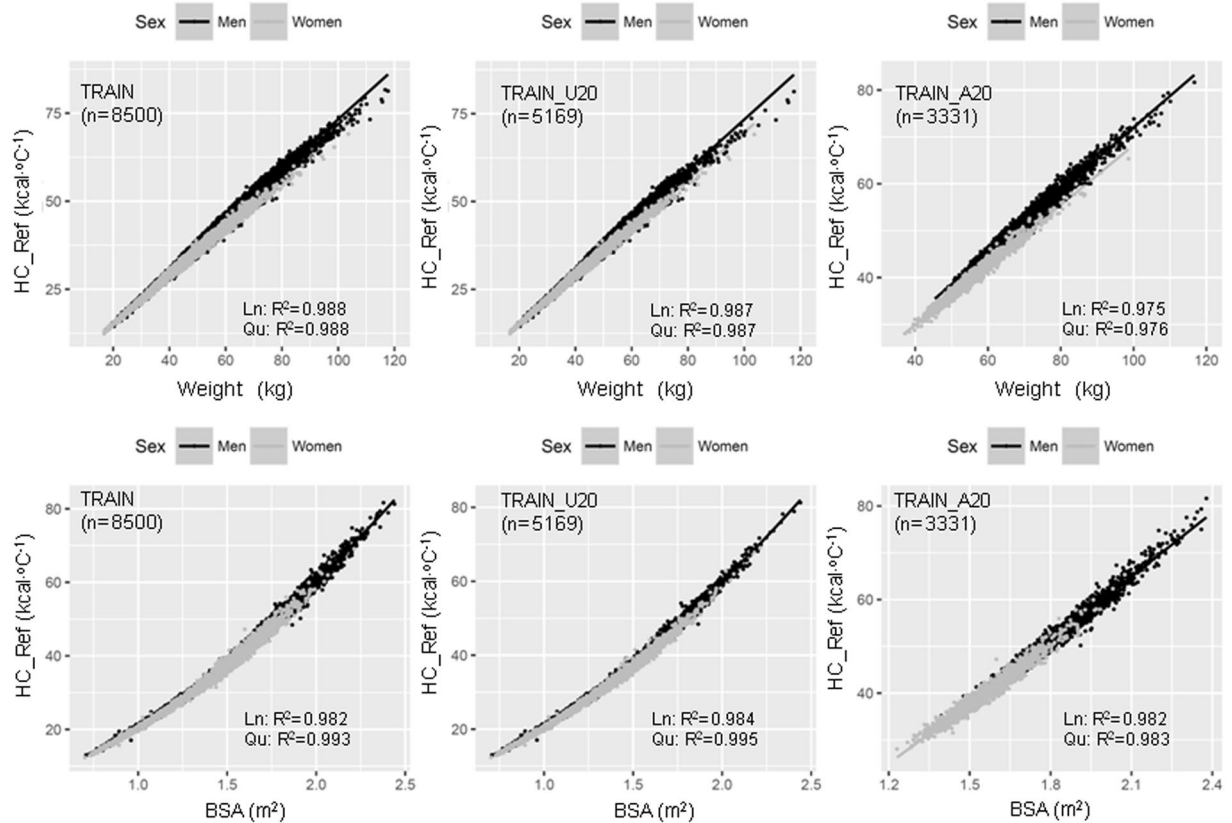 Sex Men Women
Sex Men Women
Sex Men Women
TRAIN
(n=8500)
HC_Ref (kcal·ºC⁻¹)
75
50
25
Ln: R²=0.988
Qu: R²=0.988
20 40 60 80 100 120
Weight (kg)
TRAIN_U20
(n=5169)
HC_Ref (kcal·ºC⁻¹)
75
50
25
Ln: R²=0.987
Qu: R²=0.987
20 40 60 80 100 120
Weight (kg)
TRAIN_A20
(n=3331)
HC_Ref (kcal·ºC⁻¹)
80
60
40
Ln: R²=0.975
Qu: R²=0.976
40 60 80 100 120
Weight (kg)
Sex Men Women
Sex Men Women
Sex Men Women
TRAIN
(n=8500)
HC_Ref (kcal·ºC⁻¹)
80
60
40
20
Ln: R²=0.982
Qu: R²=0.993
1.0 1.5 2.0 2.5
BSA (m²)
TRAIN_U20
(n=5169)
HC_Ref (kcal·ºC⁻¹)
80
60
40
20
Ln: R²=0.984
Qu: R²=0.995
1.0 1.5 2.0 2.5
BSA (m²)
TRAIN_A20
(n=3331)
HC_Ref (kcal·ºC⁻¹)
80
60
40
Ln: R²=0.982
Qu: R²=0.983
1.2 1.5 1.8 2.1 2.4
BSA (m²)